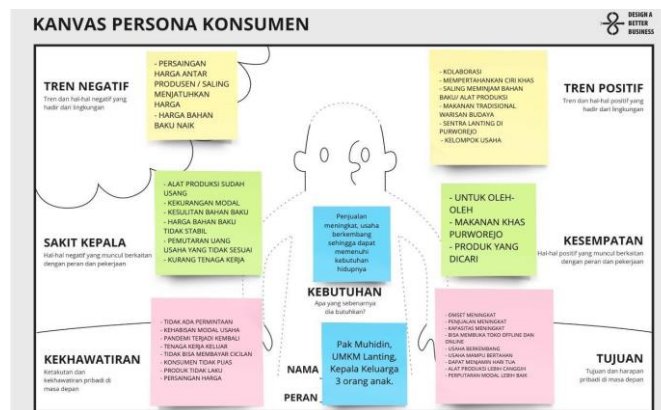 KANVAS PERSONA KONSUMEN
DESIGN A
BETTER
BUSINESS
TREN NEGATIF
Tren dan hal-hal negatif yang
hadir dari lingkungan
- PERSAINGAN
HARGA ANTAR
PRODUSEN / SALING
MENJATUHKAN
HARGA
- HARGA BAHAN
BAKU NAIK
- KOLABORASI
- MEMPERTAHANKAN CIRI KHAS
- SALING MEMINJAM BAHAN
BAKU/ ALAT PRODUKSI
- MAKANAN TRADISIONAL
WARISAN BUDAYA
- SENTRA LANTING DI
PURWOREJO
- KELOMPOK USAHA
TREN POSITIF
Tren dan hal-hal positif yang
hadir dari lingkungan
SAKIT KEPALA
Hal-hal negatif yang muncul berkaitan
dengan peran dan pekerjaan
- ALAT PRODUKSI SUDAH
USANG
- KEKURANGAN MODAL
- KESULITAN BAHAN BAKU
- HARGA BAHAN BAKU
TIDAK STABIL
- PEMUTARAN UANG
USAHA YANG TIDAK SESUAI
- KURANG TENAGA KERJA
Penjualan
meningkat, usaha
berkembang
sehingga dapat
memenuhi
kebutuhan
hidupnya
KEBUTUHAN
Apa yang sebenarnya
dia butuhkan?
- UNTUK OLEH-
OLEH
- MAKANAN KHAS
PURWOREJO
- PRODUK YANG
DICARI
KESEMPATAN
Hal-hal positif yang muncul berkaitan
dengan peran dan pekerjaan
KEKHAWATIRAN
Ketakutan dan
kekhawatiran pribadi di
masa depan
- TIDAK ADA PERMINTAAN
- KEHABISAN MODAL USAHA
- PANDEMI TERJADI KEMBALI
- TENAGA KERJA KELUAR
- TIDAK BISA MEMBAYAR CICILAN
- KONSUMEN TIDAK PUAS
- PRODUK TIDAK LAKU
- PERSAINGAN HARGA
NAMA
PERAN
Pak Muhidin,
UMKM Lanting,
Kepala Keluarga
3 orang anak.
- OMSET MENINGKAT
- PENJUALAN MENINGKAT
- KAPASITAS MENINGKAT
- BISA MEMBUKA TOKO OFFLINE DAN
ONLINE
- USAHA BERKEMBANG
- USAHA MAMPU BERTAHAN
- DAPAT MENJAMIN HARI TUA
- ALAT PRODUKSI LEBIH CANGGIH
- PERPUTARAN MODAL LEBIH BAIK
TUJUAN
Tujuan dan harapan
pribadi di masa depan